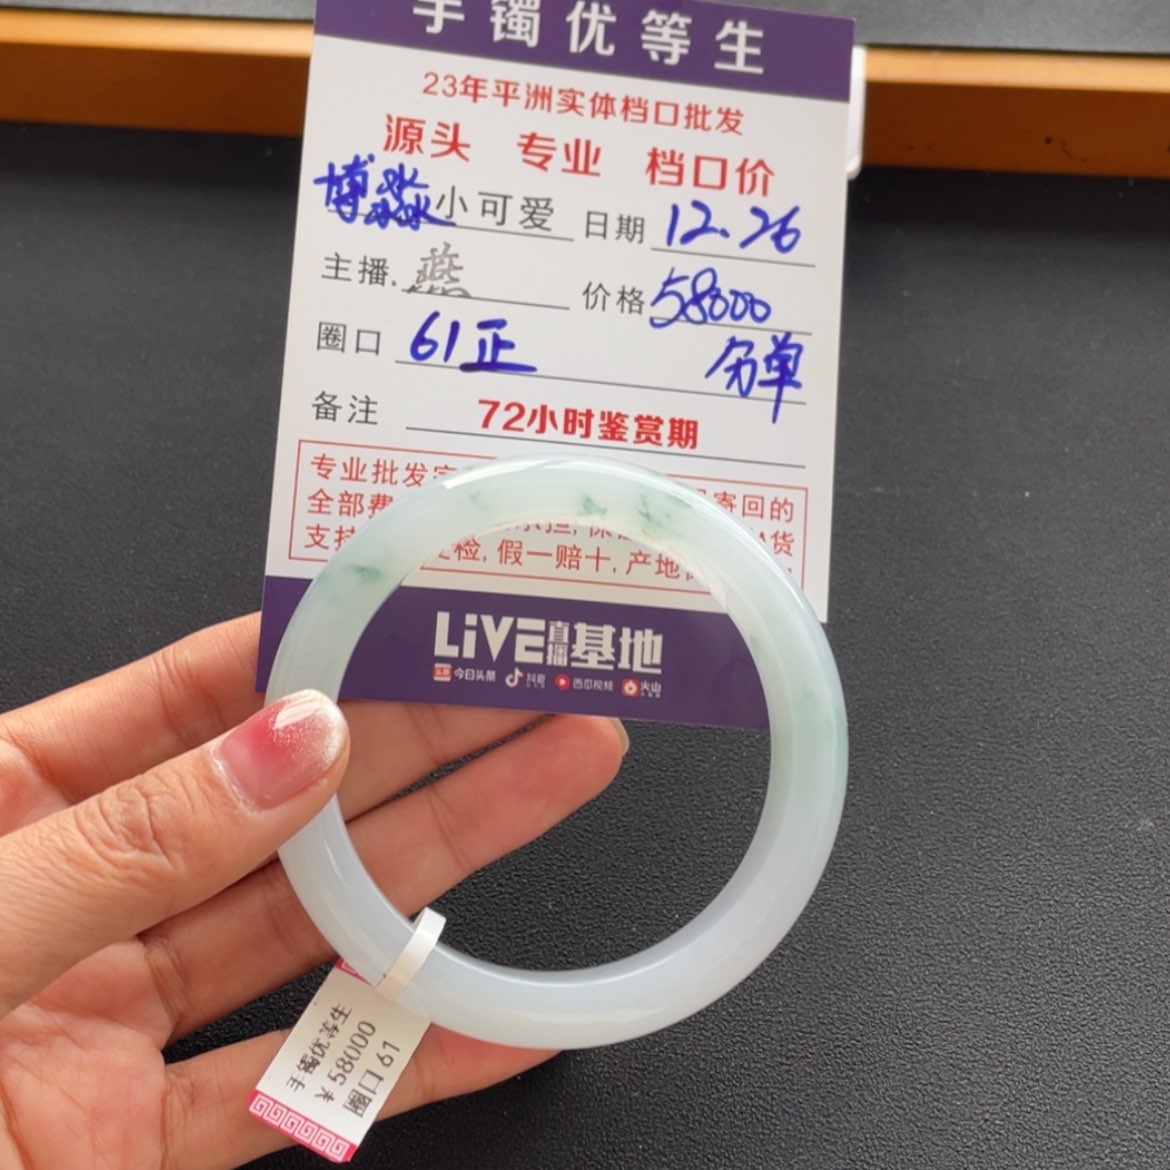 手镯优等生
23年平洲实体档口批发
源头 专业 档口价
博淼小可爱 日期 12.26
主播. 燕 价格 58000
圈口 61正 分单
备注 72小时鉴赏期
专业批发 寄回的
全部费 担, 保 货
支持 检, 假一赔十, 产地
LiVE直播基地
头条 今日头条 抖音 西瓜视频 火山
58000
圈口 61